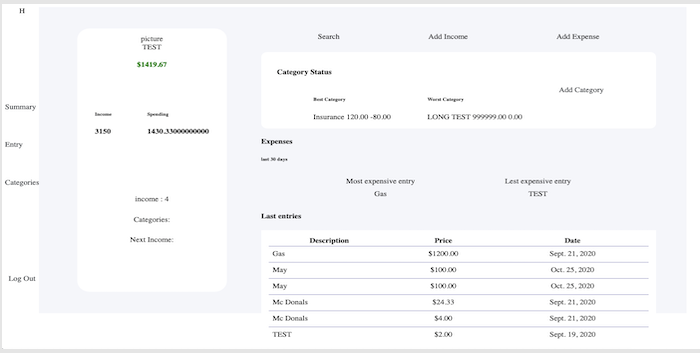 H
Summary
Entry
Categories
Log Out
picture
TEST
$1419.67
Income Spending
3150 1430.33000000000
income : 4
Categories:
Next Income:
Search Add Income Add Expense
Category Status
Add Category
Best Category Worst Category
Insurance 120.00 -80.00 LONG TEST 999999.00 0.00
Expenses
last 30 days
Most expensive entry Lest expensive entry
Gas TEST
Last entries
Description Price Date
Gas $1200.00 Sept. 21, 2020
May $100.00 Oct. 25, 2020
May $100.00 Oct. 25, 2020
Mc Donals $24.33 Sept. 21, 2020
Mc Donals $4.00 Sept. 21, 2020
TEST $2.00 Sept. 19, 2020